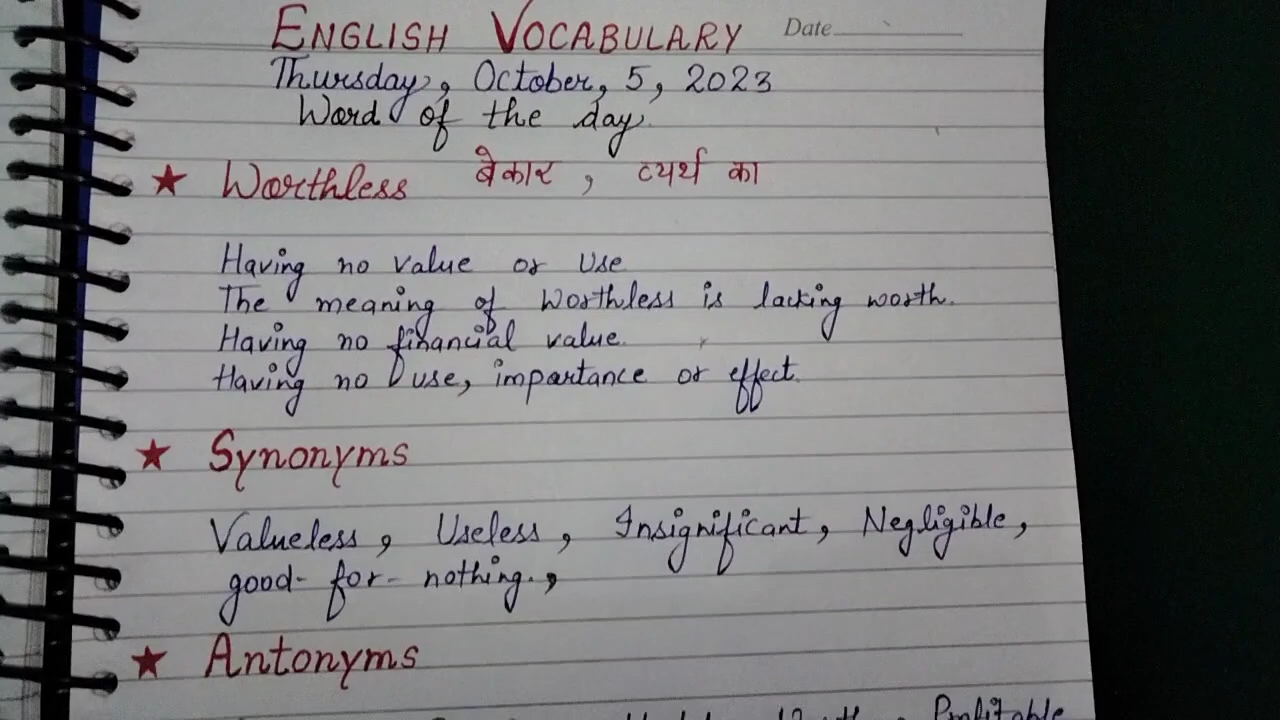 ENGLISH VOCABULARY Date
Thursday, October, 5, 2023
Word of the day.
★ Worthless बेकार, व्यर्थ का
Having no value or Use
The meaning of Worthless is lacking worth.
Having no financial value.
Having no use, importance or effect.
★ Synonyms
Valueless, Useless, Insignificant, Negligible,
good-for-nothing.,
★ Antonyms
Profitable